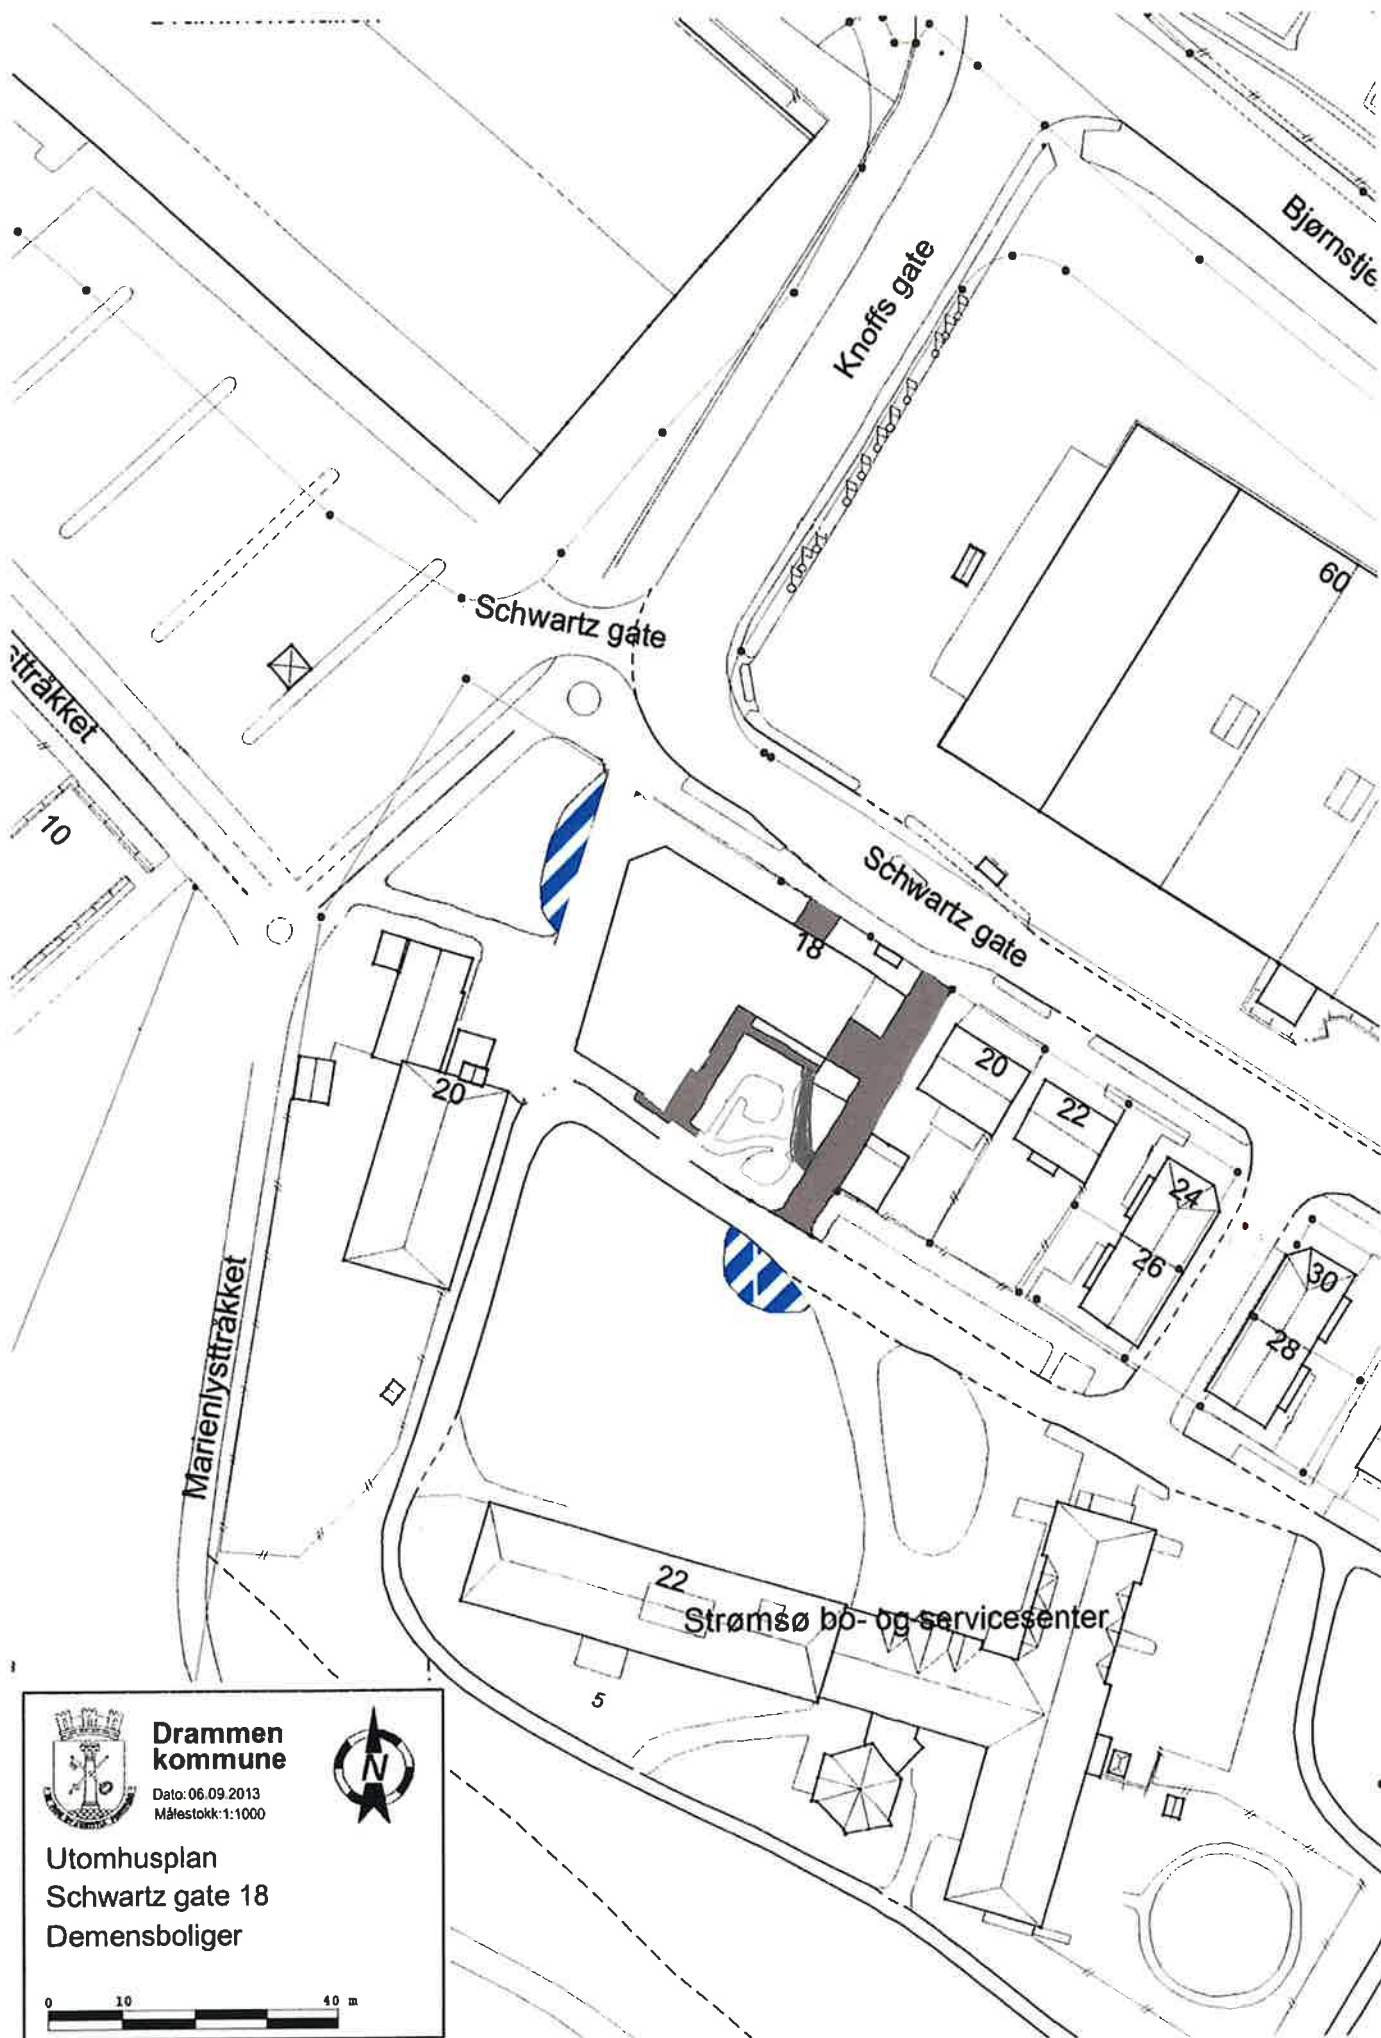 Bjørnstje
Knoffs gate
60
Schwartz gate
sttråkket
10
Schwartz gate
18
20
20
22
24
26
30
28
Marienlysttråkket
22
Strømsø bo- og servicesenter
5
Drammen
kommune
Dato: 06.09.2013
Målestokk:1:1000
N
Utomhusplan
Schwartz gate 18
Demensboliger
0 10 40 m